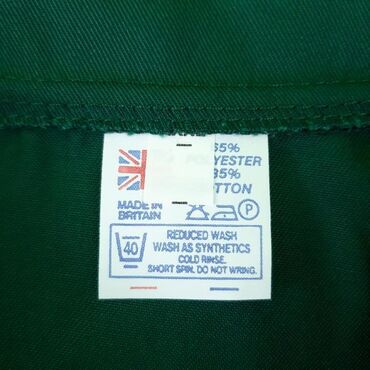 65%
POLYESTER
35%
COTTON
MADE IN
BRITAIN
P
40
REDUCED WASH
WASH AS SYNTHETICS
COLD RINSE.
SHORT SPIN. DO NOT WRING.